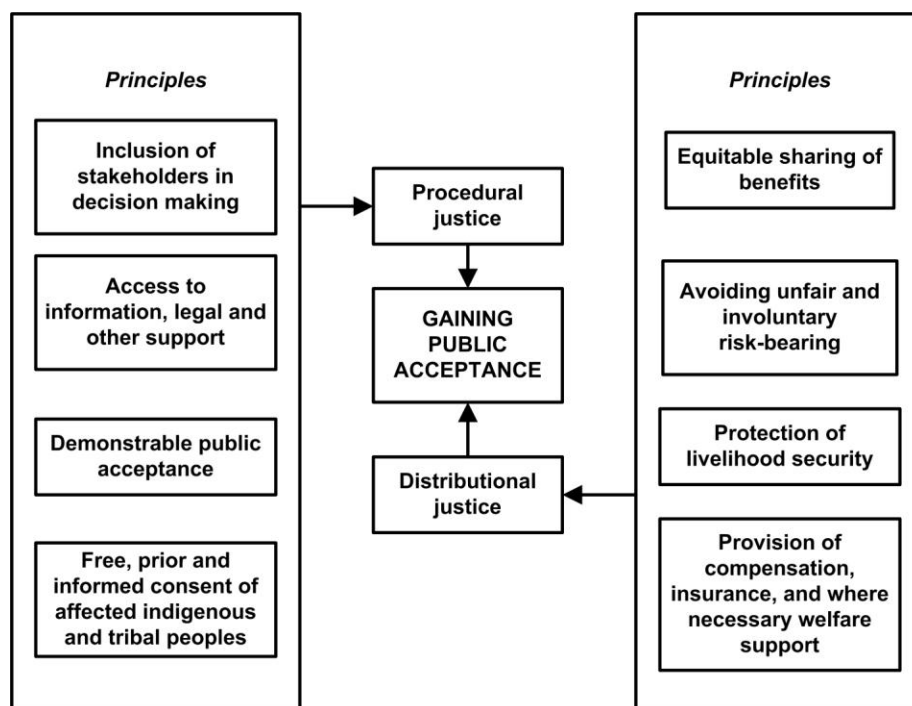 Principles
Inclusion of
stakeholders in
decision making
Access to
information, legal and
other support
Demonstrable public
acceptance
Free, prior and
informed consent of
affected indigenous
and tribal peoples
Procedural
justice
GAINING
PUBLIC
ACCEPTANCE
Distributional
justice
Principles
Equitable sharing of
benefits
Avoiding unfair and
involuntary
risk-bearing
Protection of
livelihood security
Provision of
compensation,
insurance, and where
necessary welfare
support